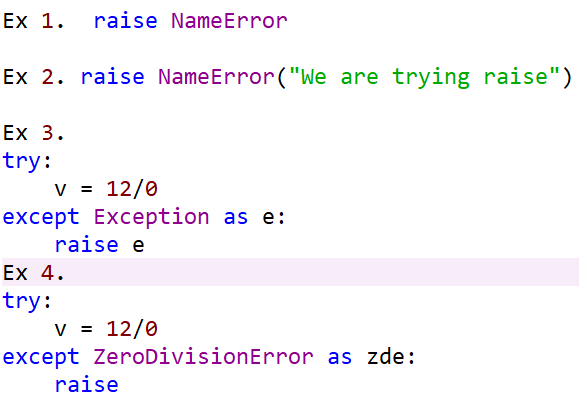 Ex 1.  raise NameError
Ex 2. raise NameError("We are trying raise")
Ex 3.
try:
    v = 12/0
except Exception as e:
    raise e
Ex 4.
try:
    v = 12/0
except ZeroDivisionError as zde:
    raise